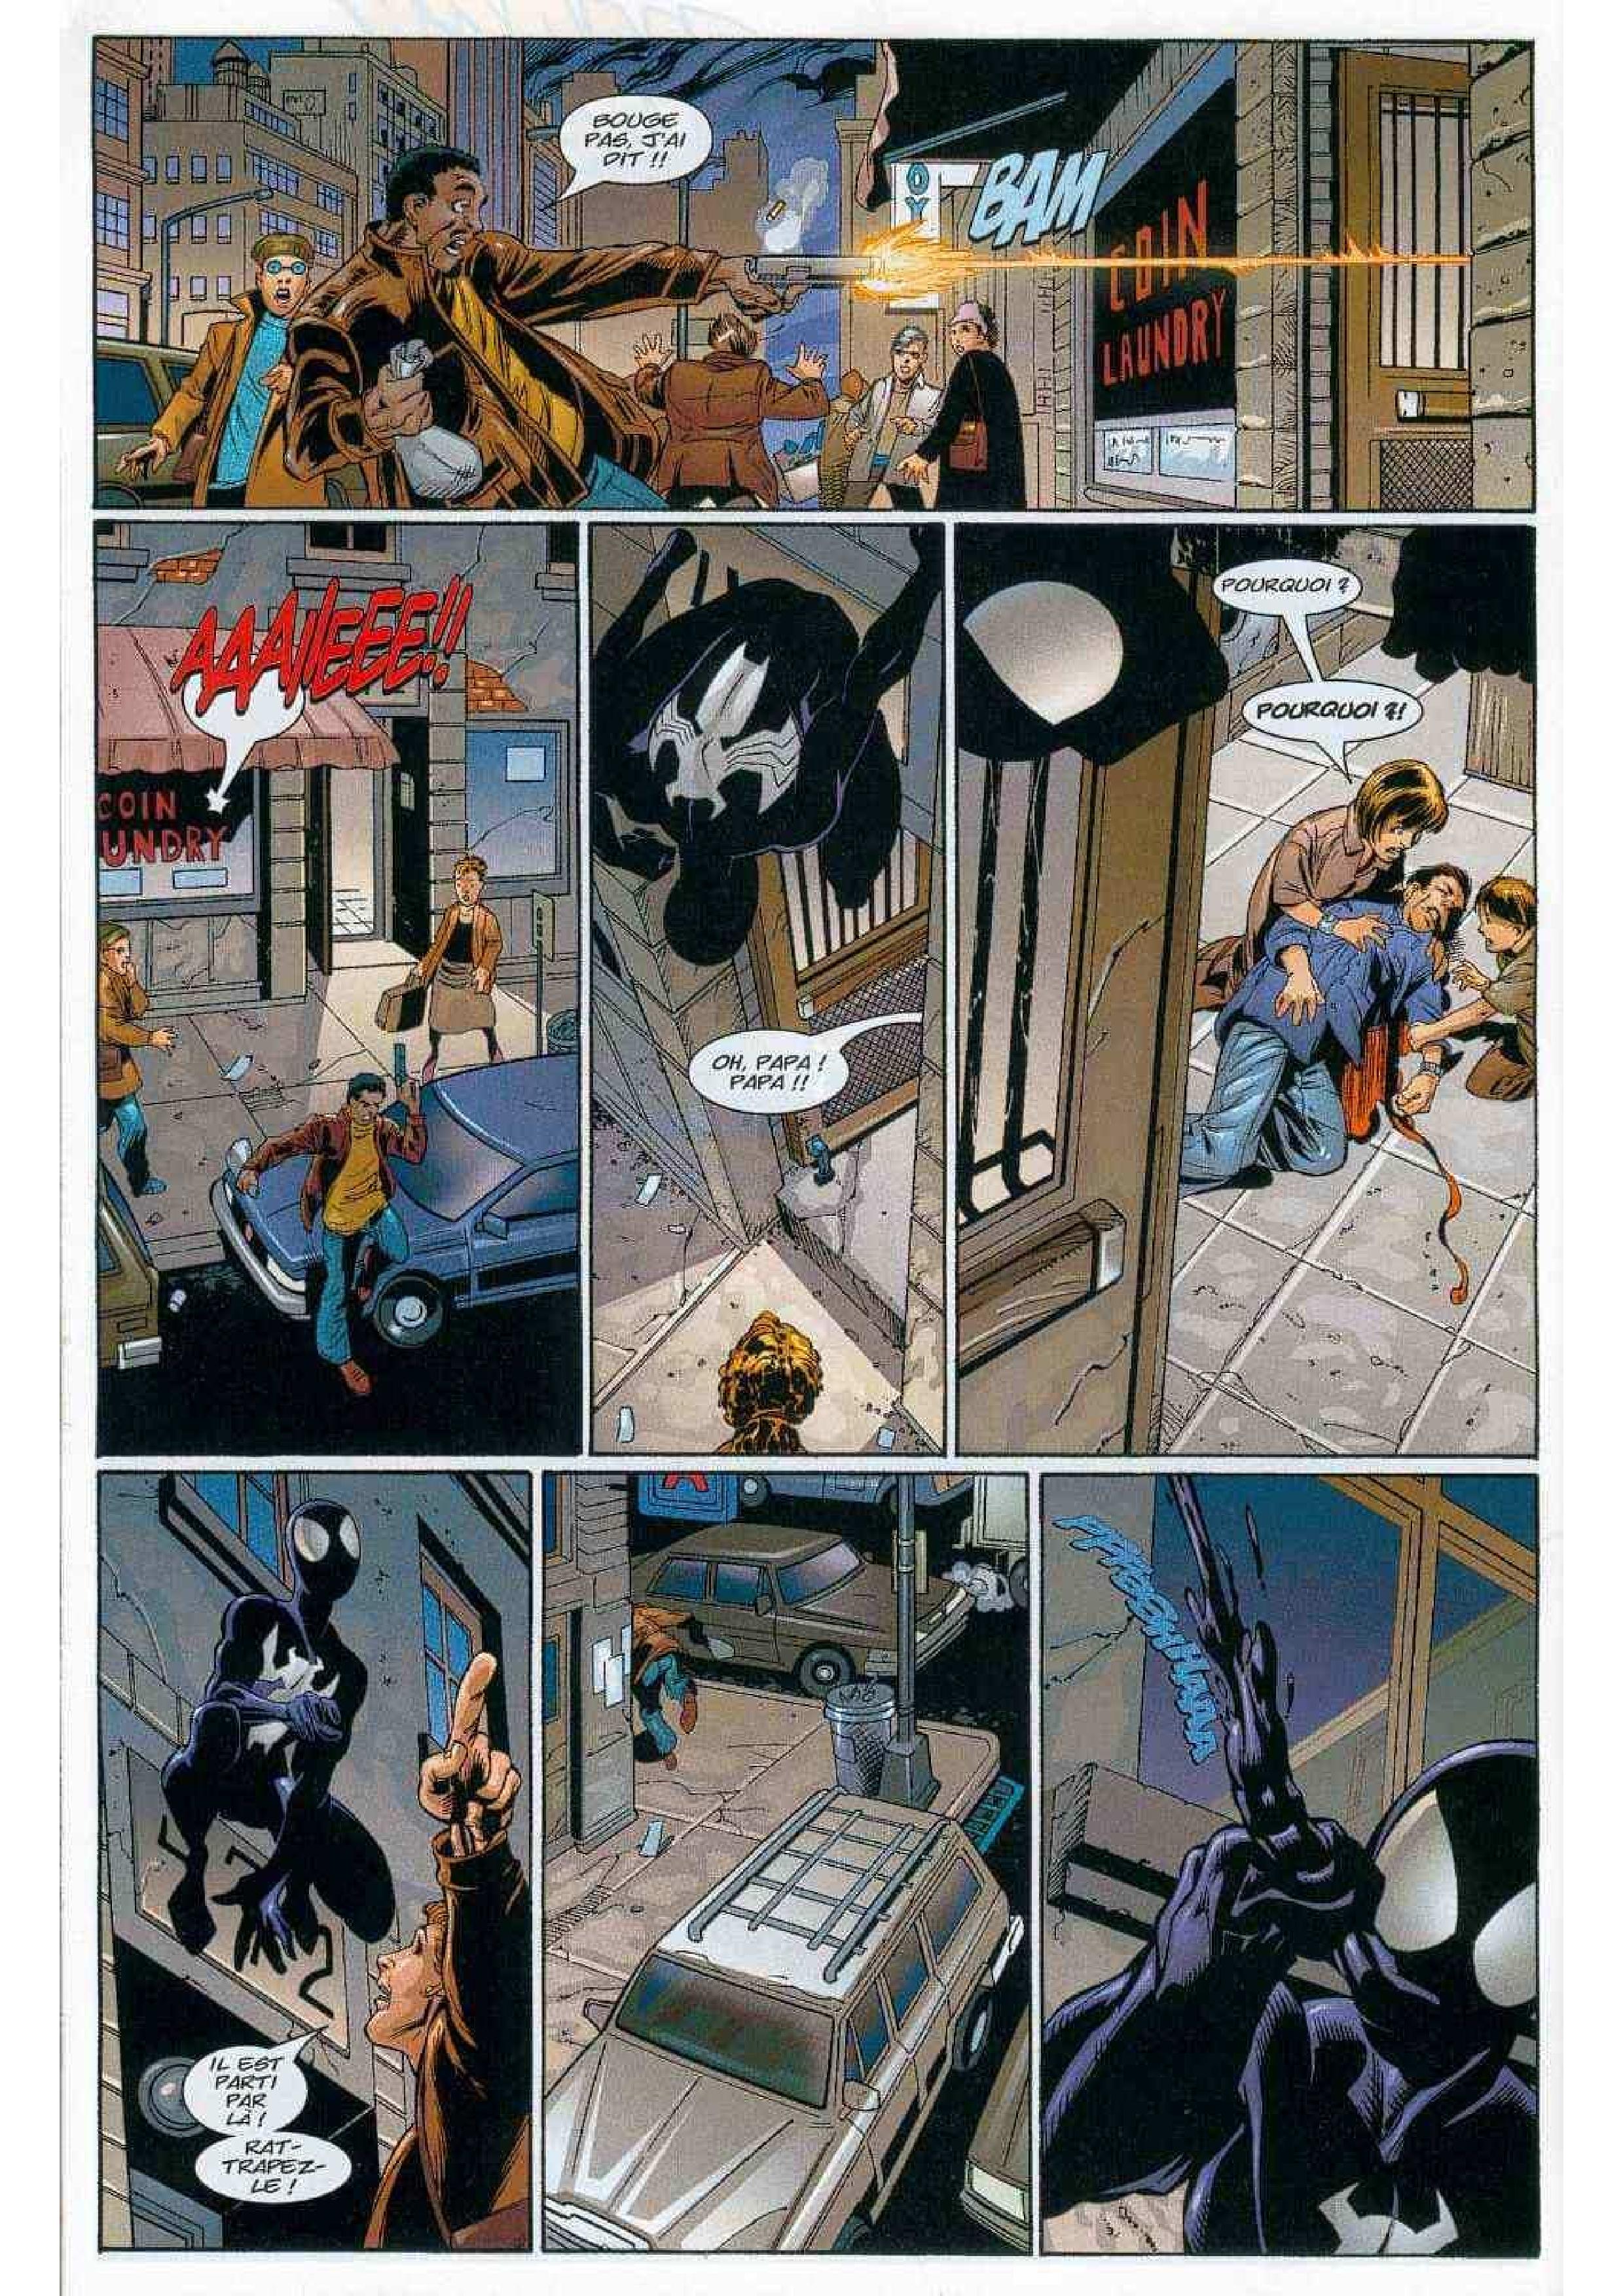 BOUGE
PAS, J'AI
DIT !!
BAM
COIN
LAUNDRY
AAAIIEEE!!
COIN
UNDRY
OH, PAPA !
PAPA !!
POURQUOI ?
POURQUOI ?!
IL EST
PARTI
PAR
LÀ !
RAT-
TRAPEZ-
LE !